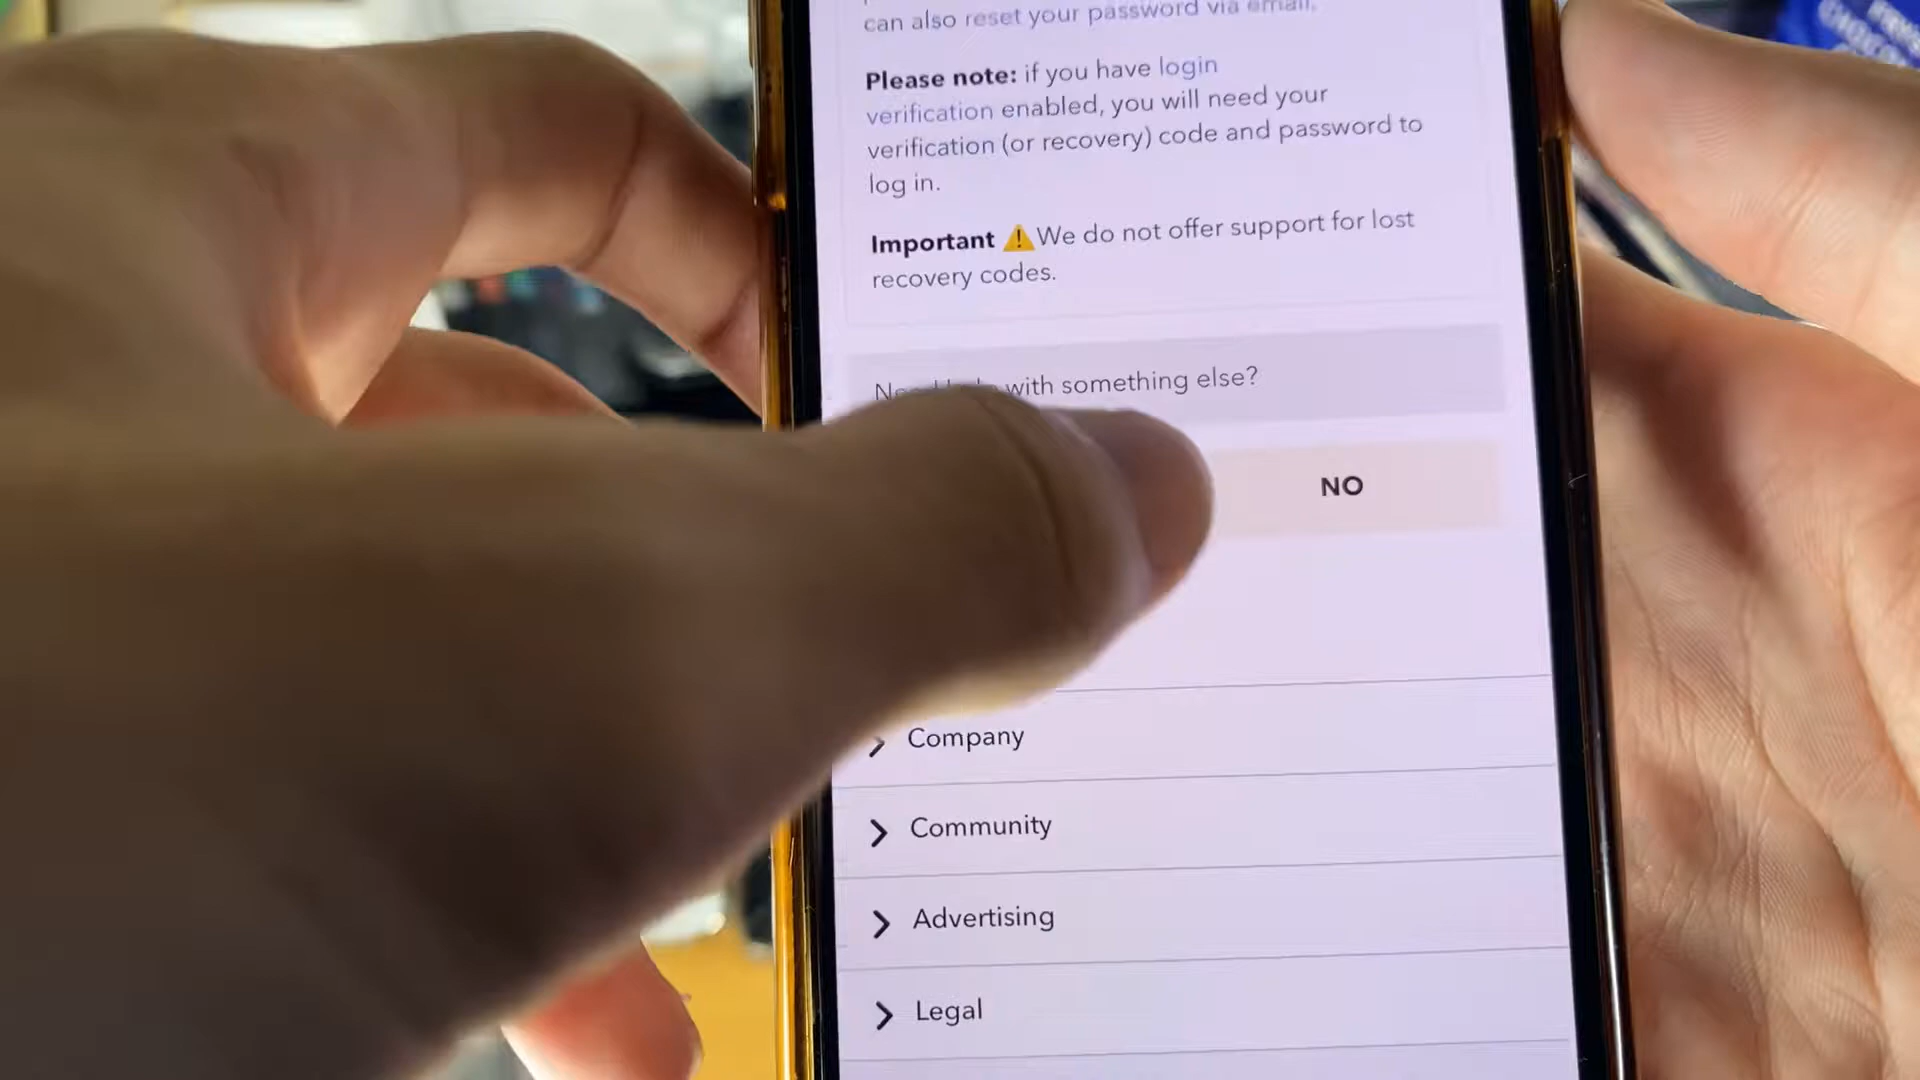 can also reset your password via email.
Please note: if you have login
verification enabled, you will need your
verification (or recovery) code and password to
log in.
Important ⚠️We do not offer support for lost
recovery codes.
with something else?
NO
Company
Community
Advertising
Legal